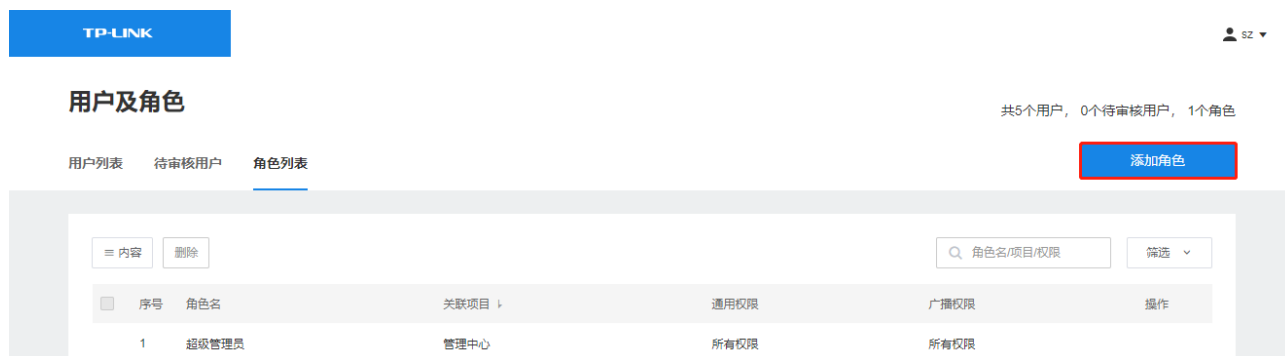 TP-LINK
sz
用户及角色
共5个用户， 0个待审核用户， 1个角色
用户列表 待审核用户 角色列表
添加角色
内容 删除 角色名/项目/权限 筛选
序号 角色名 关联项目 通用权限 广播权限 操作
1 超级管理员 管理中心 所有权限 所有权限